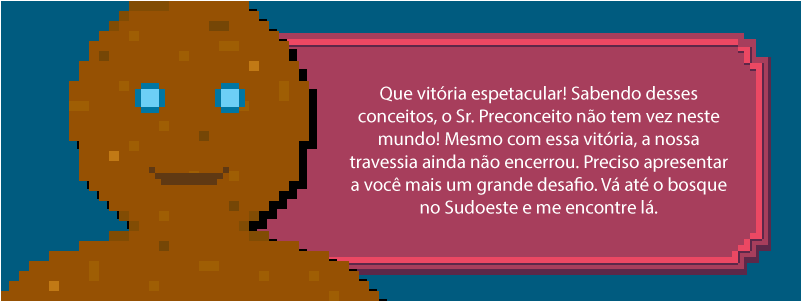 Que vitória espetacular! Sabendo desses
conceitos, o Sr. Preconceito não tem vez neste
mundo! Mesmo com essa vitória, a nossa
travessia ainda não encerrou. Preciso apresentar
a você mais um grande desafio. Vá até o bosque
no Sudoeste e me encontre lá.